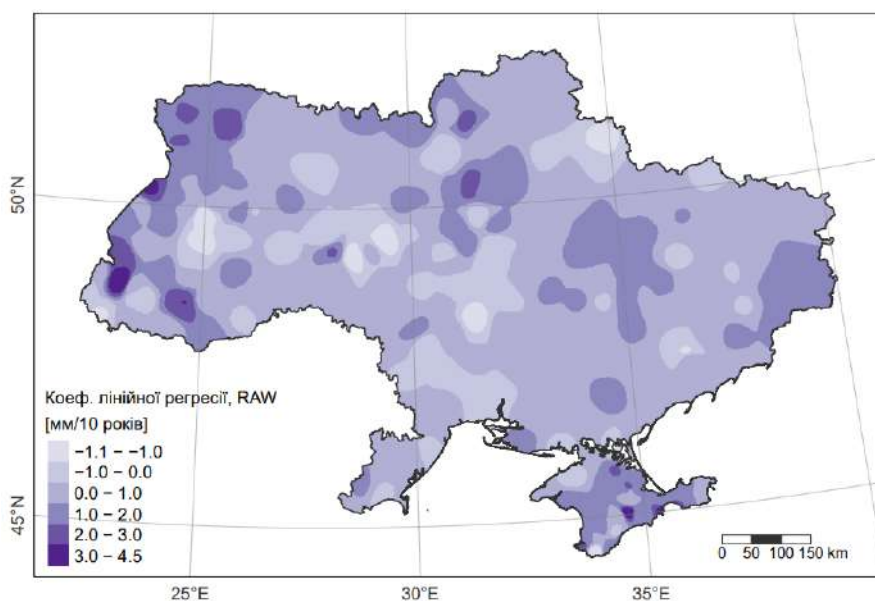 50°N
45°N
Коеф. лінійної регресії, RAW
[мм/10 років]
−1.1 − −1.0
−1.0 − 0.0
0.0 − 1.0
1.0 − 2.0
2.0 − 3.0
3.0 − 4.5
0 50 100 150 km
25°E 30°E 35°E